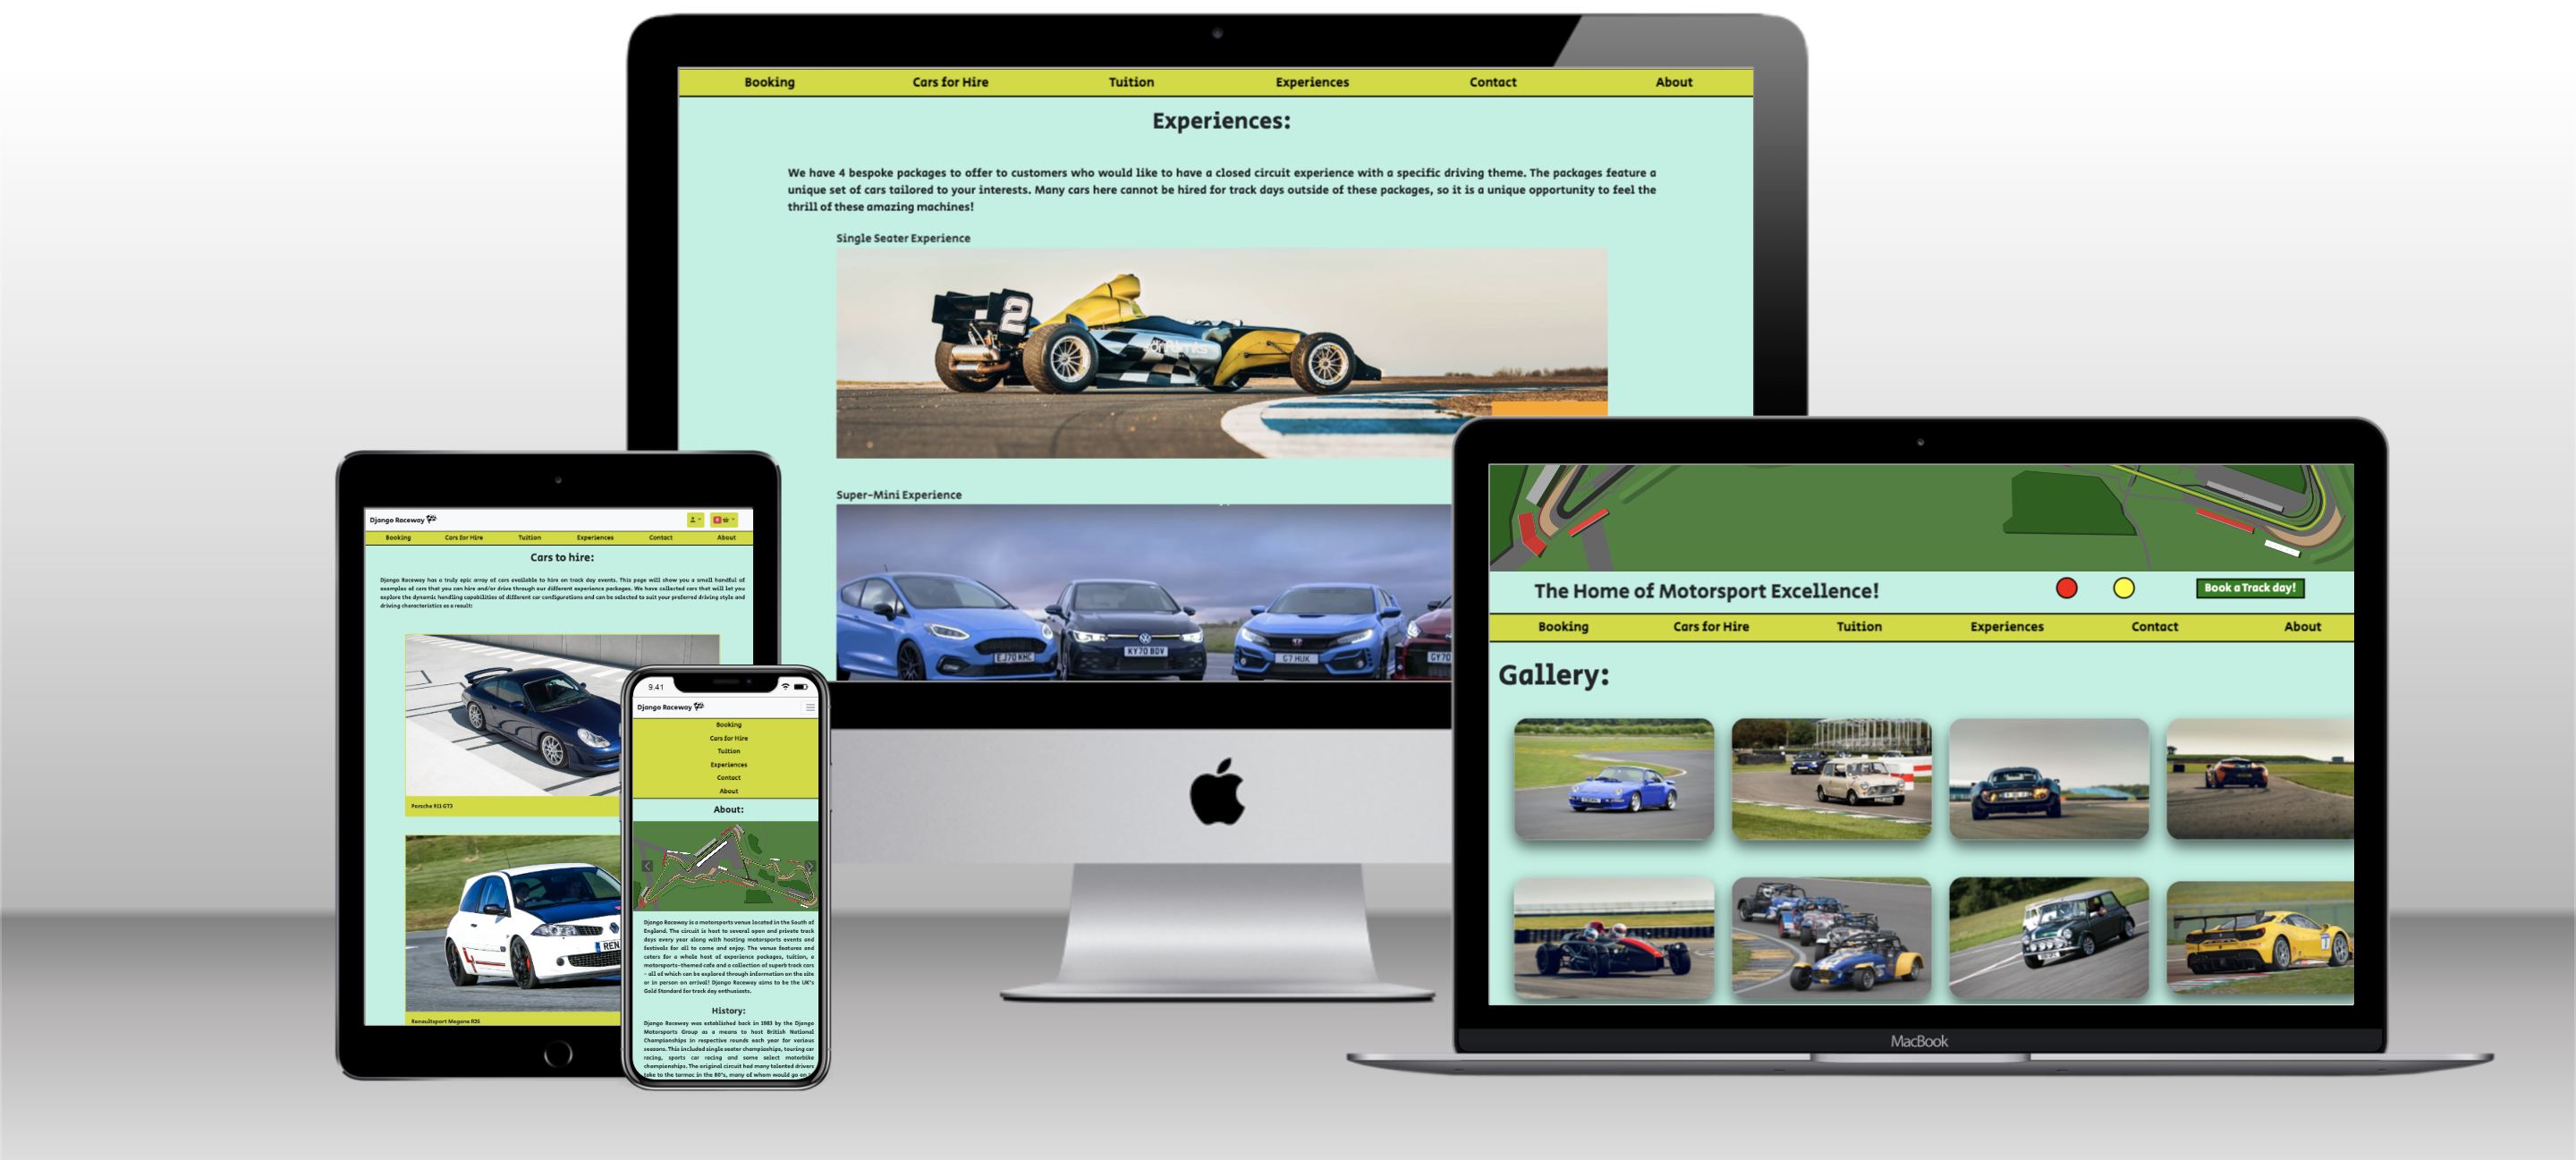 Booking Cars for Hire Tuition Experiences Contact About
Experiences:
We have 4 bespoke packages to offer to customers who would like to have a closed circuit experience with a specific driving theme. The packages feature a
unique set of cars tailored to your interests. Many cars here cannot be hired for track days outside of these packages, so it is a unique opportunity to feel the
thrill of these amazing machines!
Single Seater Experience
2
Super-Mini Experience
EJ70 KHC KY70 BDV G7 HUK GY70
Django Raceway
Booking Cars for Hire Tuition Experiences Contact About
Cars to hire:
Django Raceway has a truly epic array of cars available to hire on track day events. This page will show you a small handful of
examples of cars that you can hire and/or drive through our different experience packages. We have collected cars that will let you
explore the dynamic handling capabilities of different car configurations and can be selected to suit your preferred driving style and
driving characteristics as a result:
Porsche 911 GT3
REN
Renaultsport Megane R26
9.41
Django Raceway
Booking
Cars for Hire
Tuition
Experiences
Contact
About
About:
Django Raceway is a motorsports venue located in the South of
England. The circuit is host to several open and private track
days every year along with hosting motorsports events and
festivals for all to come and enjoy. The venue features and
caters for a whole host of experience packages, tuition, a
motorsports-themed cafe and a collection of superb track cars
- all of which can be explored through information on the site
or in person on arrival! Django Raceway aims to be the UK's
Gold Standard for track day enthusiasts.
History:
Django Raceway was established back in 1983 by the Django
Motorsports Group as a means to host British National
Championships in respective rounds each year for various
seasons. This included single seater champioships, touring car
racing, sports car racing and some select motorbike
championships. The original circuit had many talented drivers
take to the tarmac in the 80's, many of whom would go on
The Home of Motorsport Excellence! Book a Track day!
Booking Cars for Hire Tuition Experiences Contact About
Gallery:
MacBook